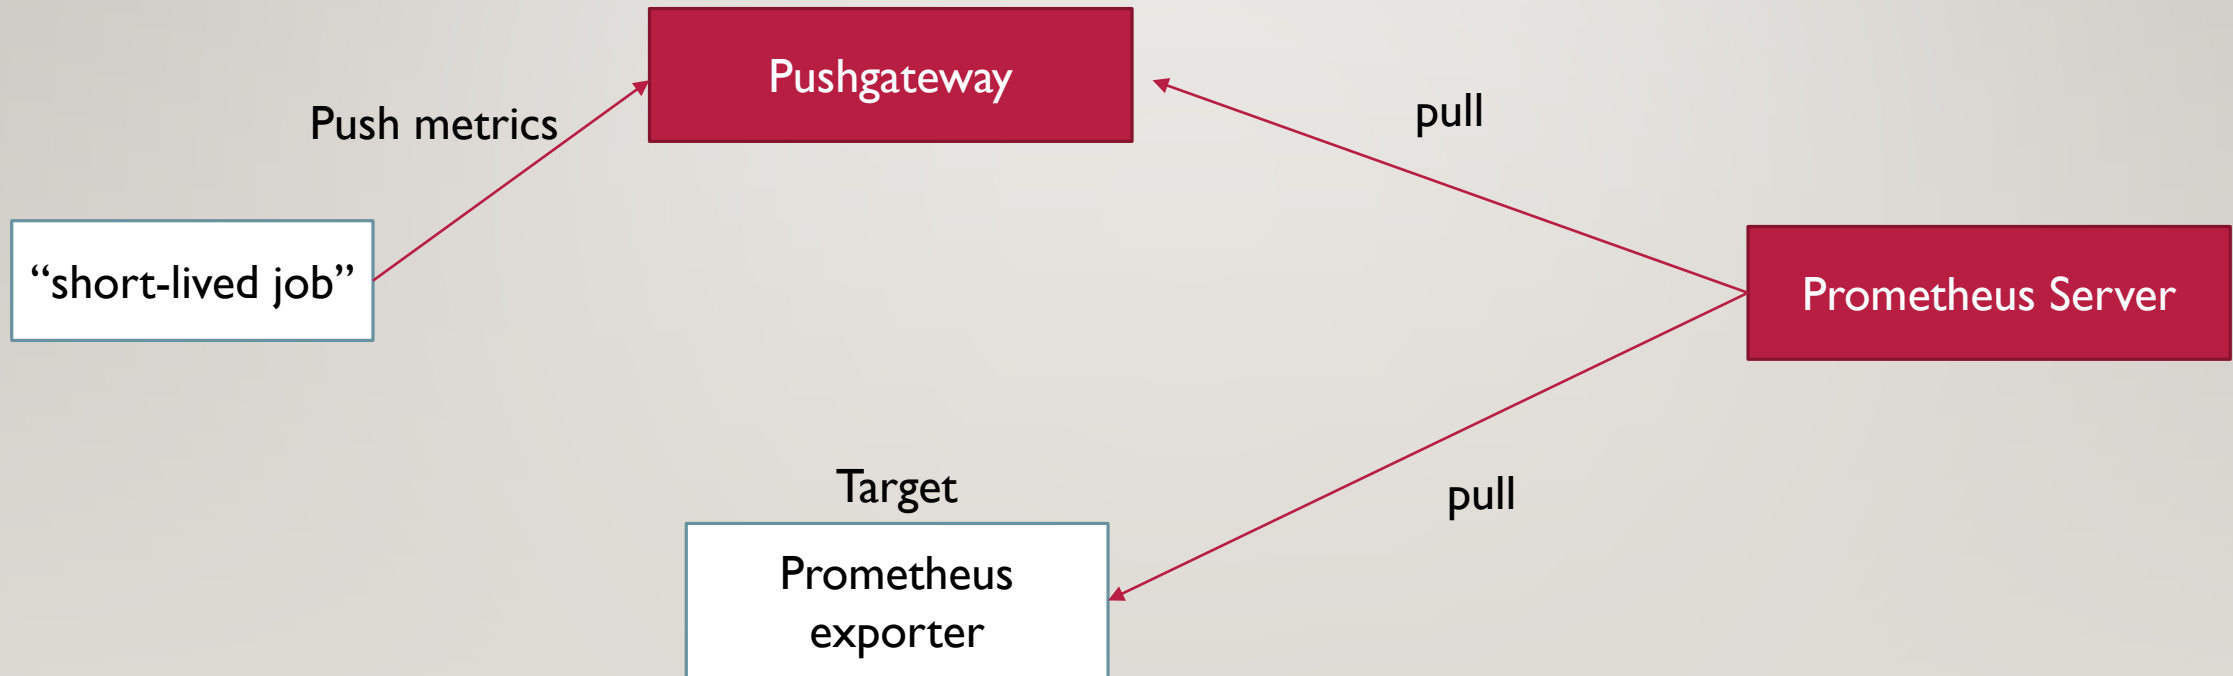 Pushgateway
Push metrics
pull
“short-lived job”
Prometheus Server
Target
pull
Prometheus
exporter